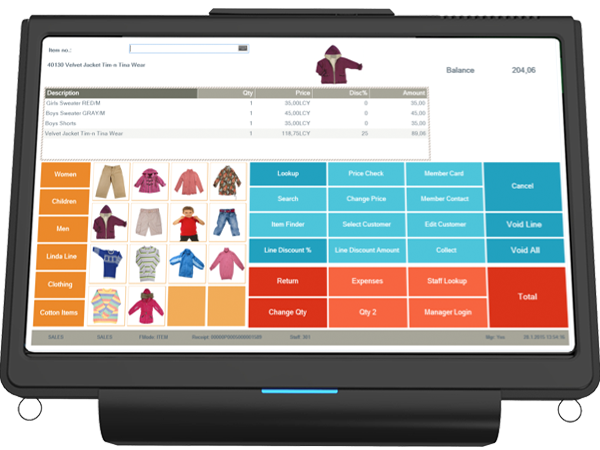 Item no.:
40130 Velvet Jacket Tim n Tina Wear
Balance 204,06
Description Qty Price Disc% Amount
Girls Sweater RED/M 1 35,00LCY 0 35,00
Boys Sweater GRAY/M 1 45,00LCY 0 45,00
Boys Shorts 1 35,00LCY 0 35,00
Velvet Jacket Tim n Tina Wear 1 118,75LCY 25 89,06
Women Lookup Price Check Member Card Cancel
Children Search Change Price Member Contact
Men Item Finder Select Customer Edit Customer Void Line
Linda Line Line Discount % Line Discount Amount Collect Void All
Clothing Return Expenses Staff Lookup Total
Cotton Items Change Qty Qty 2 Manager Login
SALES SALES ITEM Receipt: Staff: Mgr: Yes